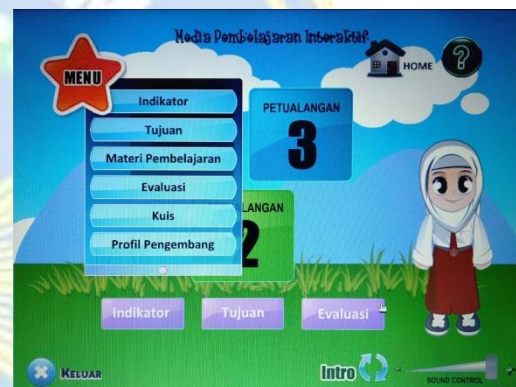 Media Pembelajaran Interaktif
MENU
HOME
?
Indikator
Tujuan
Materi Pembelajaran
Evaluasi
Kuis
Profil Pengembang
PETUALANGAN
3
LANGAN
2
Indikator
Tujuan
Evaluasi
KELUAR
Intro
- SOUND CONTROL +